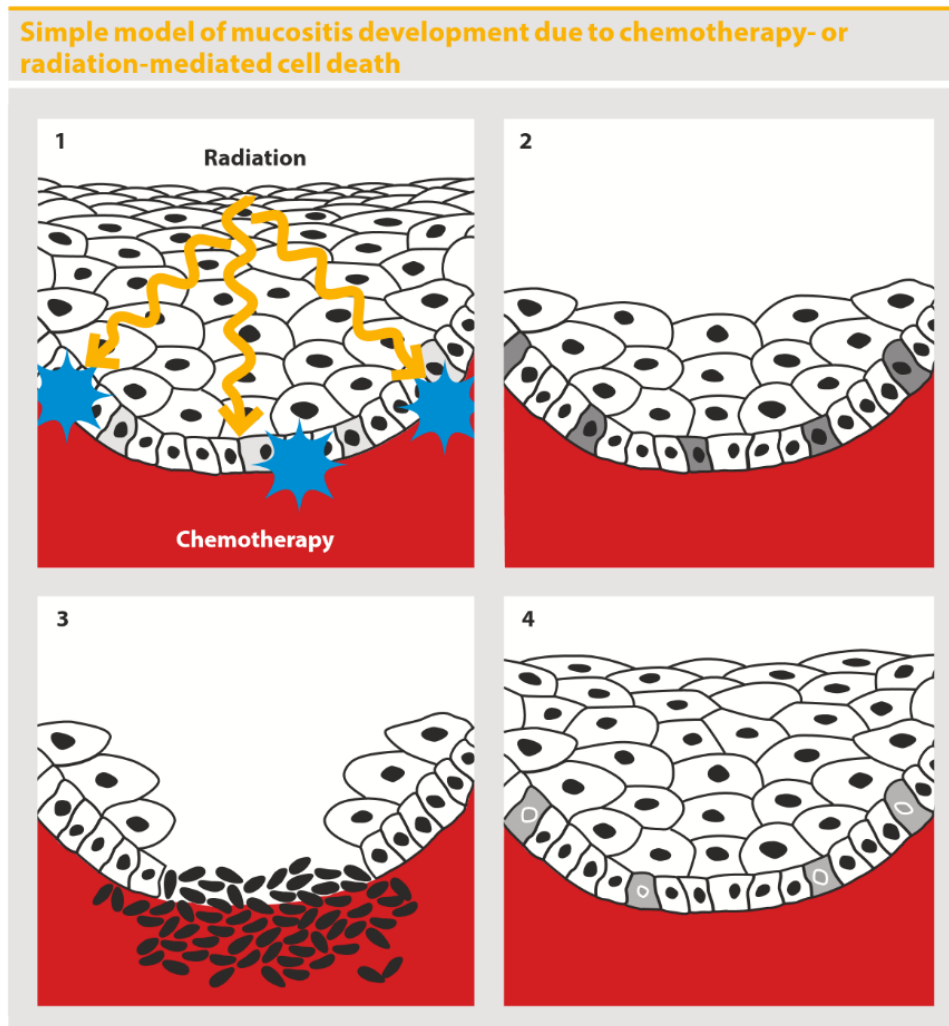 Simple model of mucositis development due to chemotherapy- or
radiation-mediated cell death
1
Radiation
Chemotherapy
2
3
4